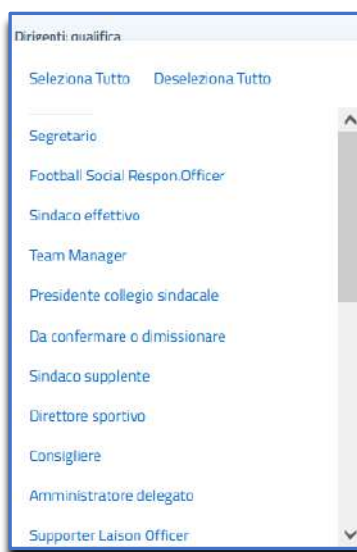 Dirigenti: qualifica
Seleziona Tutto Deseleziona Tutto
Segretario
Football Social Respon.Officer
Sindaco effettivo
Team Manager
Presidente collegio sindacale
Da confermare o dimissionare
Sindaco supplente
Direttore sportivo
Consigliere
Amministratore delegato
Supporter Laison Officer